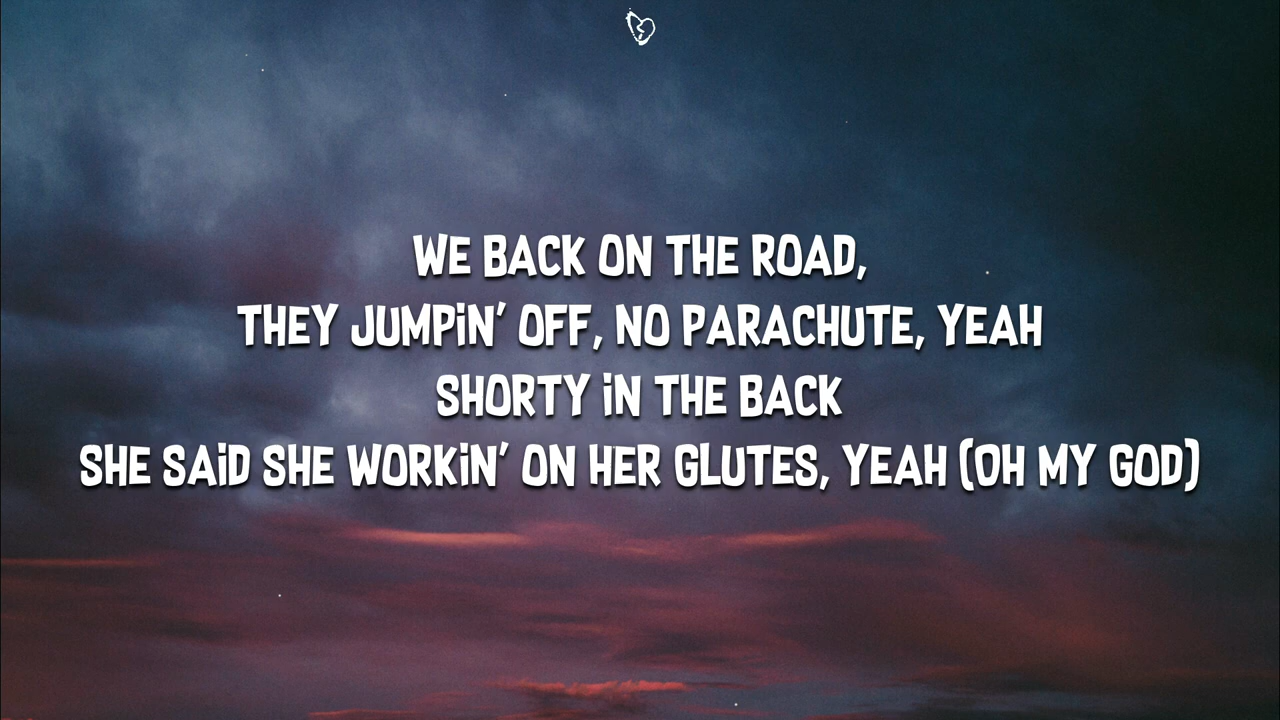 WE BACK ON THE ROAD,
THEY JUMPiN' OFF, NO PARACHUTE, YEAH
SHORTY iN THE BACK
SHE SAiD SHE WORKiN' ON HER GLUTES, YEAH (OH MY GOD)